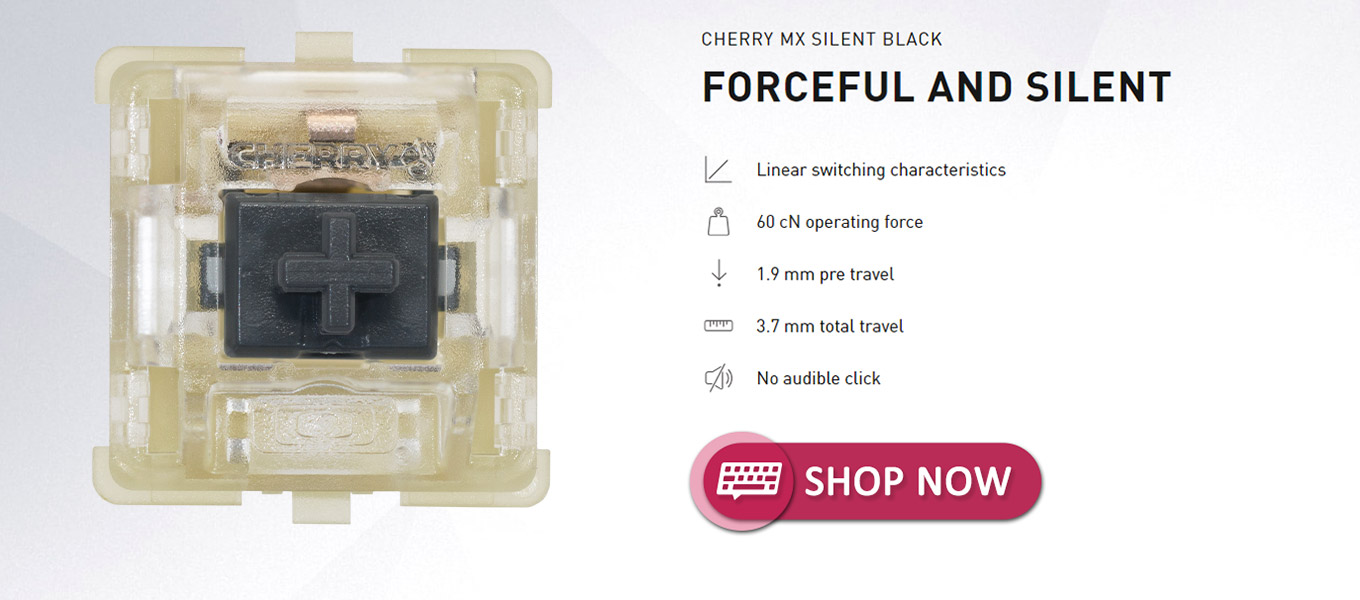 CHERRY
CHERRY MX SILENT BLACK
FORCEFUL AND SILENT
Linear switching characteristics
60 cN operating force
1.9 mm pre travel
3.7 mm total travel
No audible click
SHOP NOW